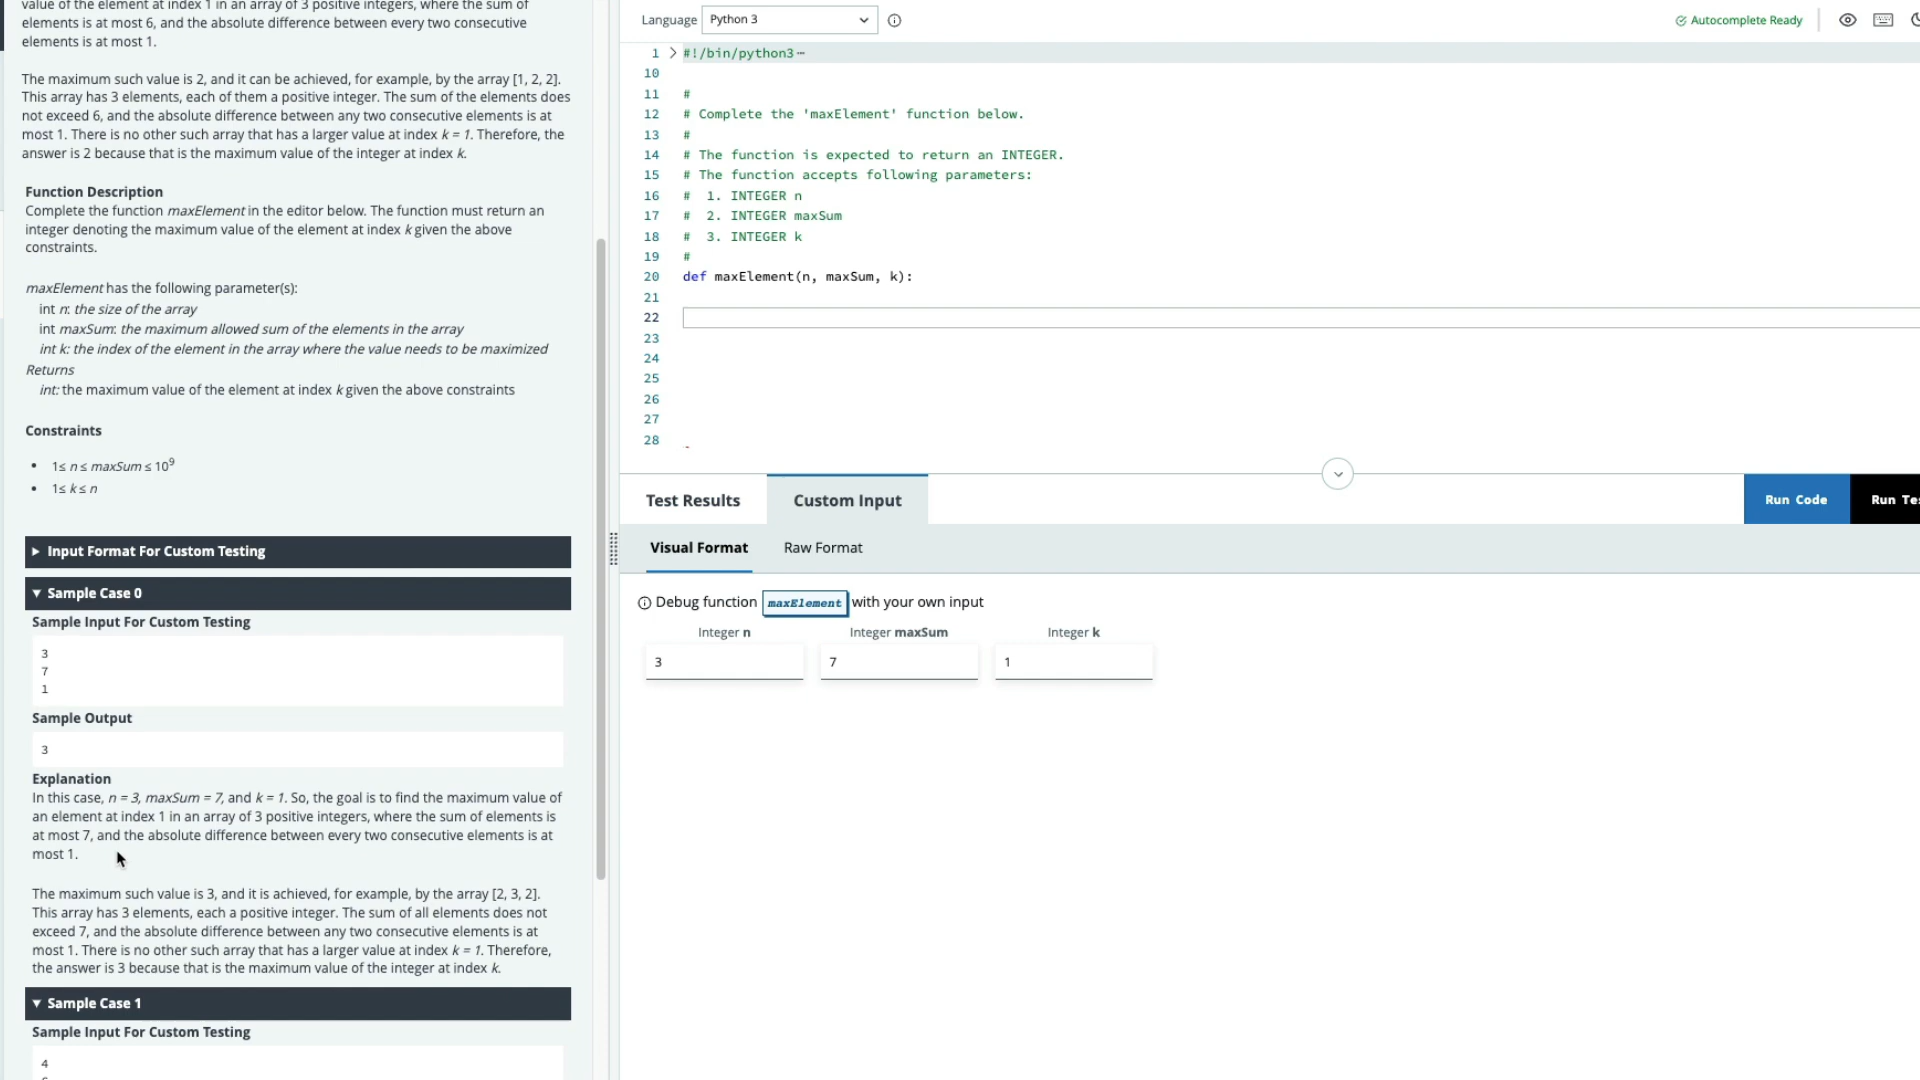 value of the element at index 1 in an array of 3 positive integers, where the sum of
elements is at most 6, and the absolute difference between every two consecutive
elements is at most 1.
The maximum such value is 2, and it can be achieved, for example, by the array [1, 2, 2].
This array has 3 elements, each of them a positive integer. The sum of the elements does
not exceed 6, and the absolute difference between any two consecutive elements is at
most 1. There is no other such array that has a larger value at index k = 1. Therefore, the
answer is 2 because that is the maximum value of the integer at index k.
Function Description
Complete the function maxElement in the editor below. The function must return an
integer denoting the maximum value of the element at index k given the above
constraints.
maxElement has the following parameter(s):
int n: the size of the array
int maxSum: the maximum allowed sum of the elements in the array
int k: the index of the element in the array where the value needs to be maximized
Returns
int: the maximum value of the element at index k given the above constraints
Constraints
• 1≤ n ≤ maxSum ≤ 10⁹
• 1≤ k ≤ n
▶ Input Format For Custom Testing
▼ Sample Case 0
Sample Input For Custom Testing
3
7
1
Sample Output
3
Explanation
In this case, n = 3, maxSum = 7, and k = 1. So, the goal is to find the maximum value of
an element at index 1 in an array of 3 positive integers, where the sum of elements is
at most 7, and the absolute difference between every two consecutive elements is at
most 1.
The maximum such value is 3, and it is achieved, for example, by the array [2, 3, 2].
This array has 3 elements, each a positive integer. The sum of all elements does not
exceed 7, and the absolute difference between any two consecutive elements is at
most 1. There is no other such array that has a larger value at index k = 1. Therefore,
the answer is 3 because that is the maximum value of the integer at index k.
▼ Sample Case 1
Sample Input For Custom Testing
4
Language Python 3
Autocomplete Ready
1 > #!/bin/python3
10
11 #
12 # Complete the 'maxElement' function below.
13 #
14 # The function is expected to return an INTEGER.
15 # The function accepts following parameters:
16 #  1. INTEGER n
17 #  2. INTEGER maxSum
18 #  3. INTEGER k
19 #
20 def maxElement(n, maxSum, k):
21
22
23
24
25
26
27
28
Test Results Custom Input Run Code Run Te
Visual Format Raw Format
Debug function maxElement with your own input
Integer n Integer maxSum Integer k
3 7 1